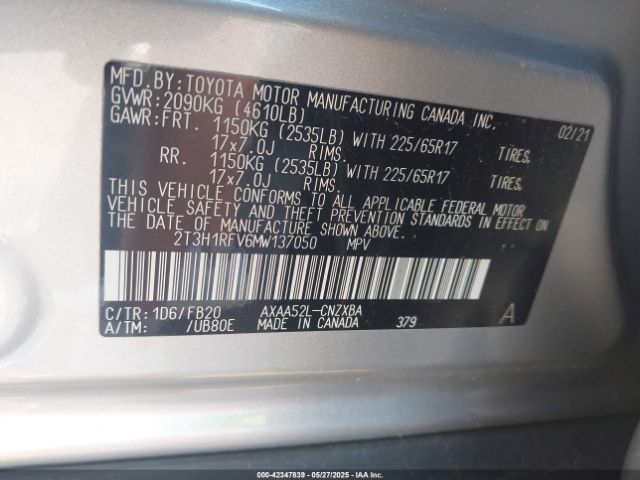 MFD.BY:TOYOTA MOTOR MANUFACTURING CANADA INC.
GVWR:2090KG (4610LB) 02/21
GAWR:FRT. 1150KG (2535LB) WITH 225/65R17 TIRES,
17x7.0J RIMS.
RR. 1150KG (2535LB) WITH 225/65R17 TIRES,
17x7.0J RIMS.
THIS VEHICLE CONFORMS TO ALL APPLICABLE FEDERAL MOTOR
VEHICLE SAFETY AND THEFT PREVENTION STANDARDS IN EFFECT ON
THE DATE OF MANUFACTURE SHOWN ABOVE.
2T3H1RFV6MW137050 MPV
C/TR: 1D6/FB20 AXAA52L-CNZXBA A
A/TM: /UB80E MADE IN CANADA 379
000-42347839 | 05/27/2025 — IAA, Inc.